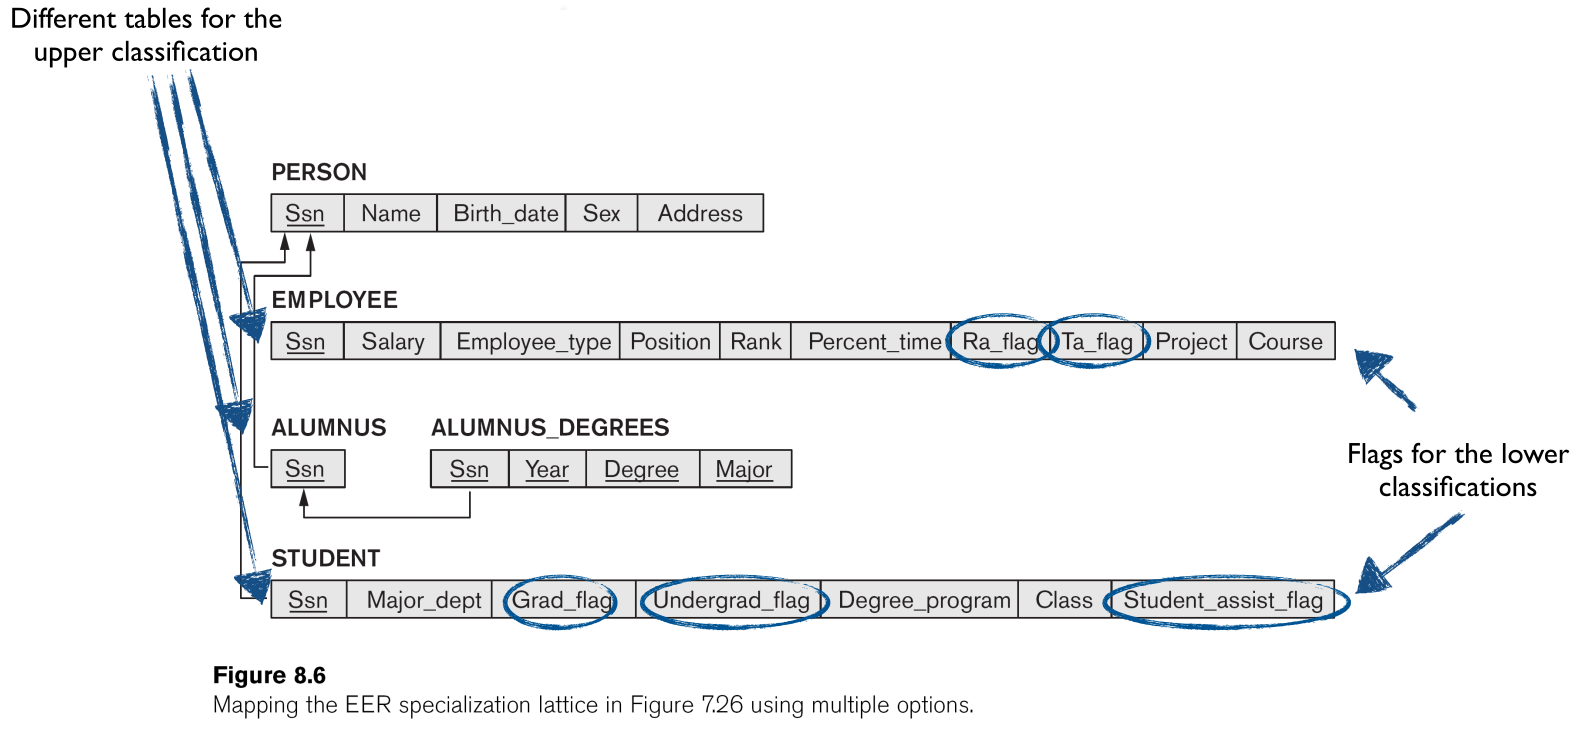 Different tables for the
upper classification
PERSON
Ssn Name Birth_date Sex Address
EMPLOYEE
Ssn Salary Employee_type Position Rank Percent_time Ra_flag Ta_flag Project Course
ALUMNUS ALUMNUS_DEGREES
Ssn Ssn Year Degree Major
Flags for the lower
classifications
STUDENT
Ssn Major_dept Grad_flag Undergrad_flag Degree_program Class Student_assist_flag
Figure 8.6
Mapping the EER specialization lattice in Figure 7.26 using multiple options.